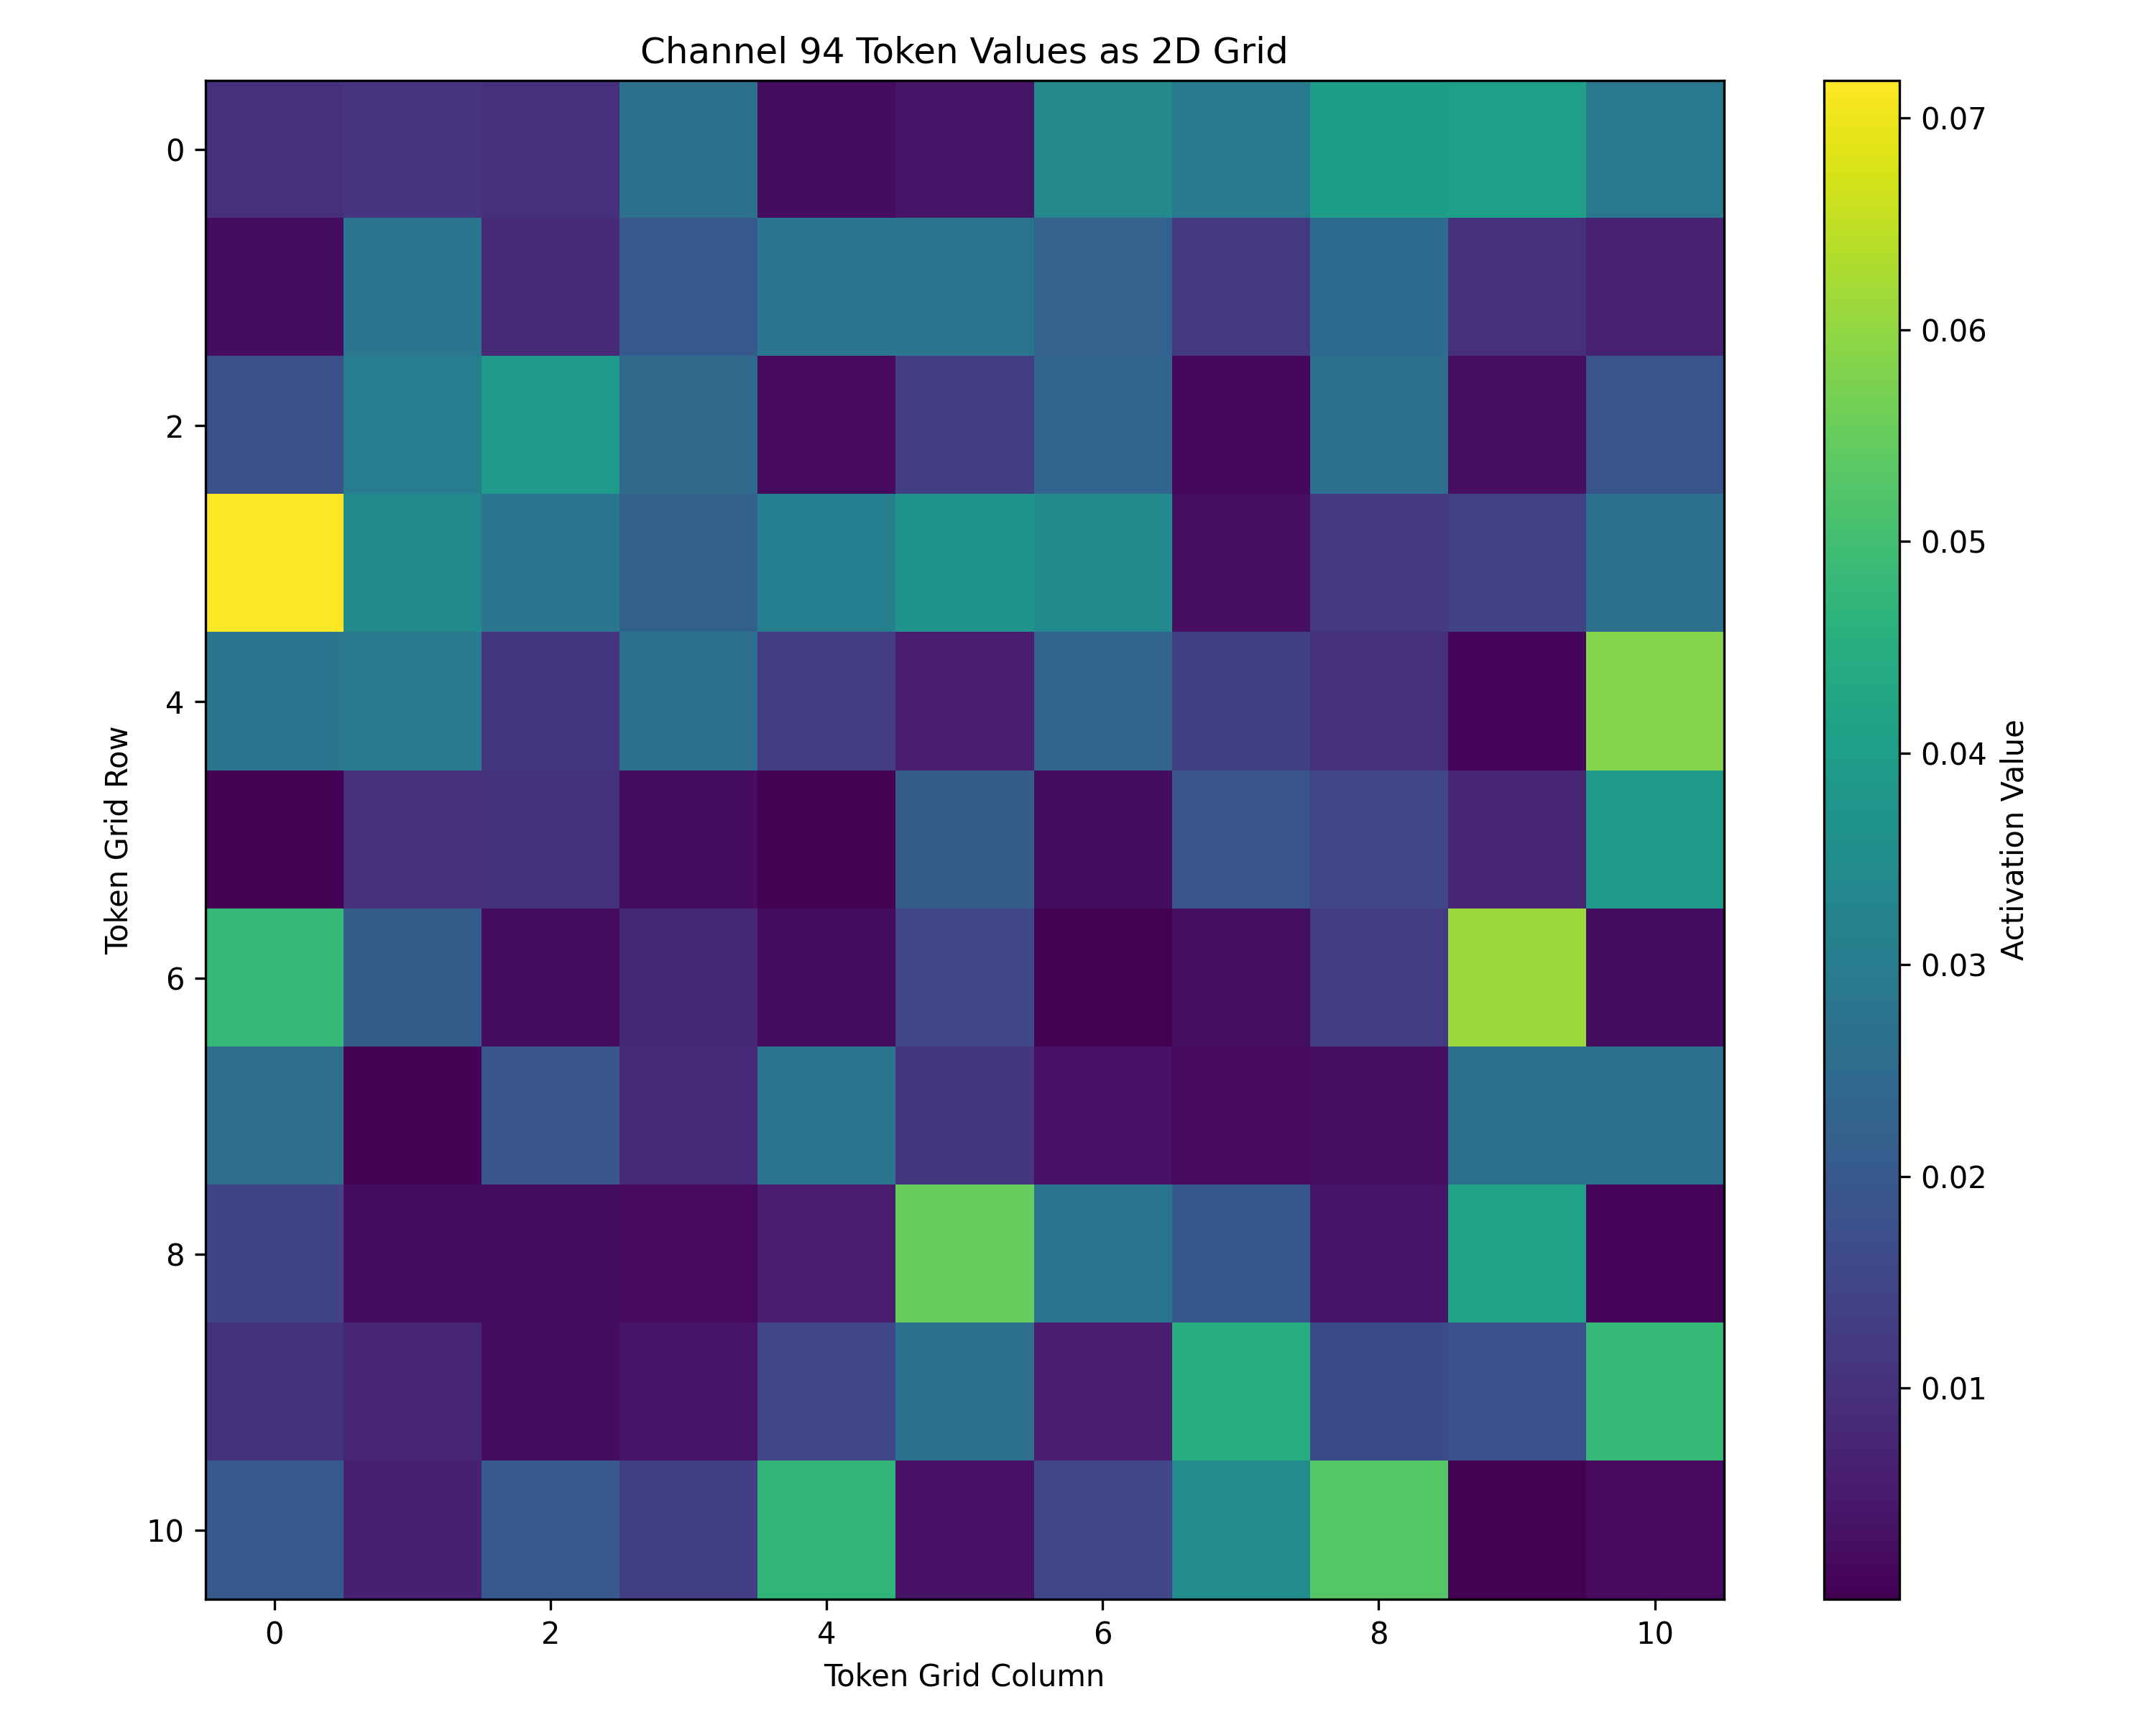 Channel 94 Token Values as 2D Grid
Token Grid Row
0
2
4
6
8
10
0 2 4 6 8 10
Token Grid Column
0.07
0.06
0.05
0.04
0.03
0.02
0.01
Activation Value